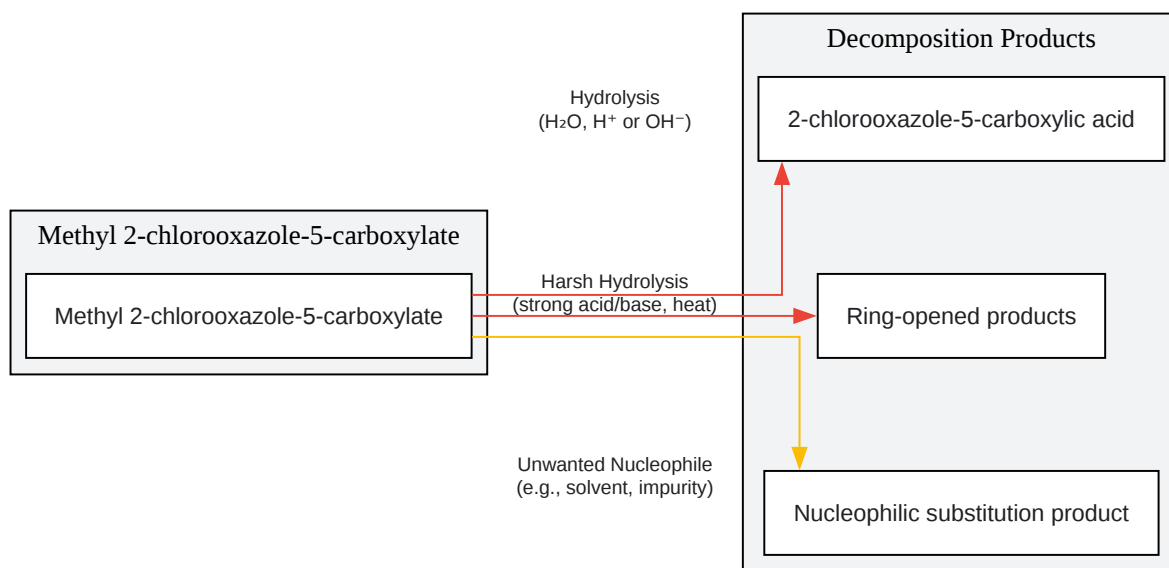 Decomposition Products
Hydrolysis
(H₂O, H⁺ or OH⁻)
2-chlorooxazole-5-carboxylic acid
Methyl 2-chlorooxazole-5-carboxylate
Methyl 2-chlorooxazole-5-carboxylate
Harsh Hydrolysis
(strong acid/base, heat)
Ring-opened products
Unwanted Nucleophile
(e.g., solvent, impurity)
Nucleophilic substitution product